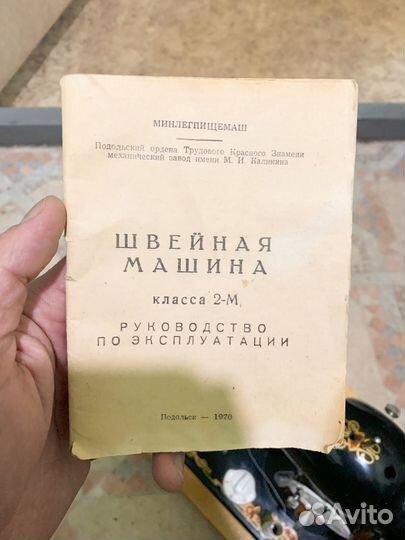 МИНЛЕГПИЩЕМАШ
Подольский ордена Трудового Красного Знамени
механический завод имени М. И. Калинина
ШВЕЙНАЯ
МАШИНА
класса 2-М
РУКОВОДСТВО
ПО ЭКСПЛУАТАЦИИ
Подольск — 1970
Avito